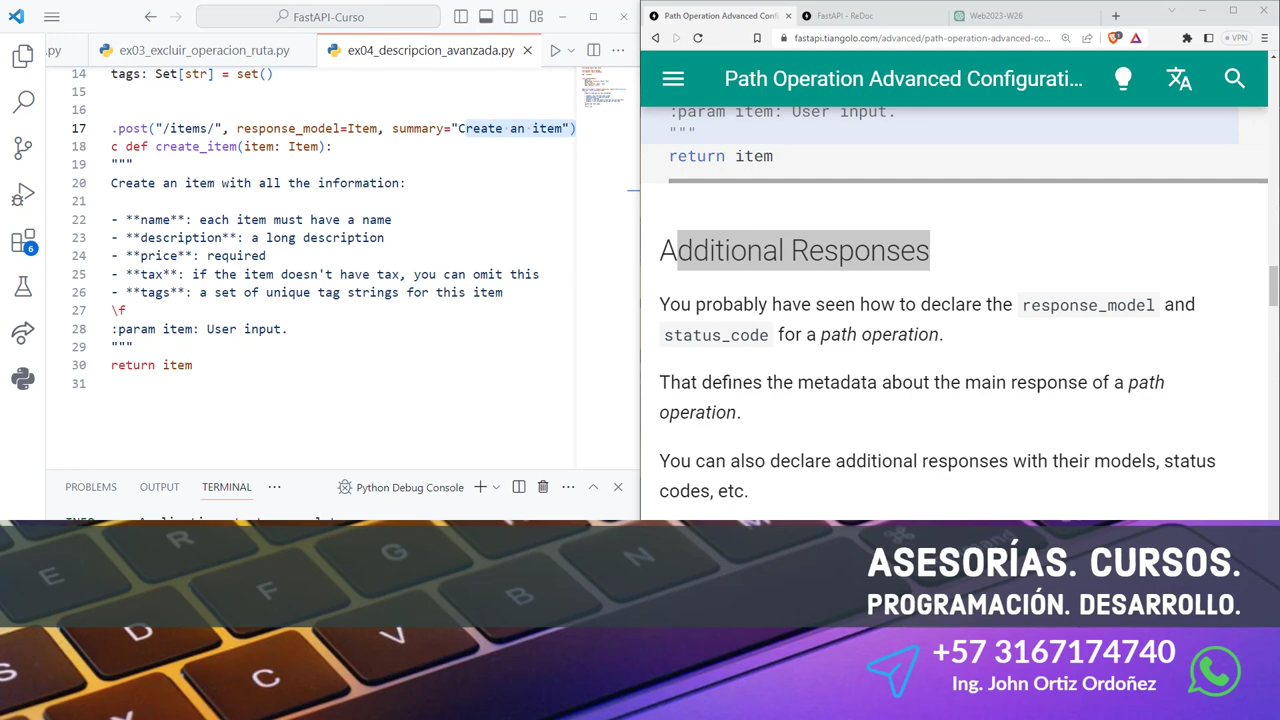 FastAPI-Curso
.py
ex03_excluir_operacion_ruta.py
ex04_descripcion_avanzada.py
14 tags: Set[str] = set()
15
16
17 .post("/items/", response_model=Item, summary="Create an item")
18 c def create_item(item: Item):
19 """
20 Create an item with all the information:
21
22 - **name**: each item must have a name
23 - **description**: a long description
24 - **price**: required
25 - **tax**: if the item doesn't have tax, you can omit this
26 - **tags**: a set of unique tag strings for this item
27 \f
28 :param item: User input.
29 """
30 return item
31
6
PROBLEMS OUTPUT TERMINAL
Python Debug Console
Path Operation Advanced Conf
FastAPI - ReDoc
Web2023-W26
fastapi.tiangolo.com/advanced/path-operation-advanced-co...
VPN
Path Operation Advanced Configurati...
:param item: User input.
"""
return item
Additional Responses
You probably have seen how to declare the response_model and
status_code for a path operation.
That defines the metadata about the main response of a path
operation.
You can also declare additional responses with their models, status
codes, etc.
ASESORÍAS. CURSOS.
PROGRAMACIÓN. DESARROLLO.
+57 3167174740
Ing. John Ortiz Ordoñez
E
R
G
N
F
B
D
V
C